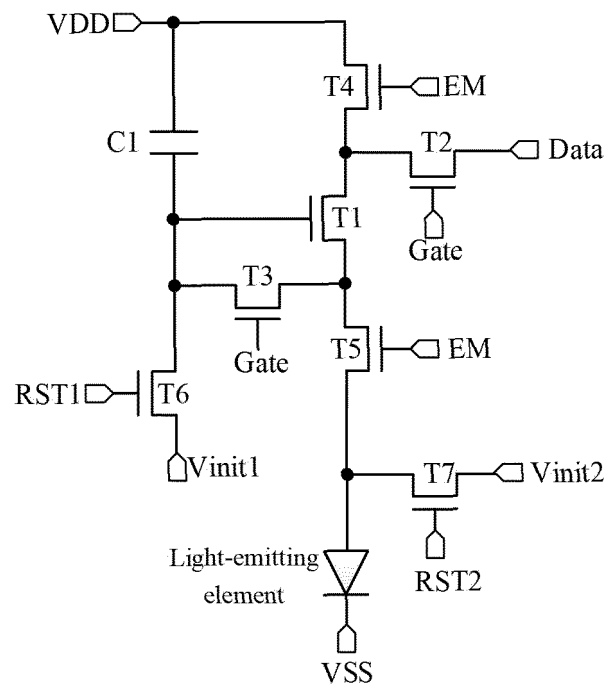 VDD
T4
EM
C1
T2
Data
T1
Gate
T3
T5
EM
Gate
RST1
T6
Vinit1
T7
Vinit2
Light-emitting
element
RST2
VSS